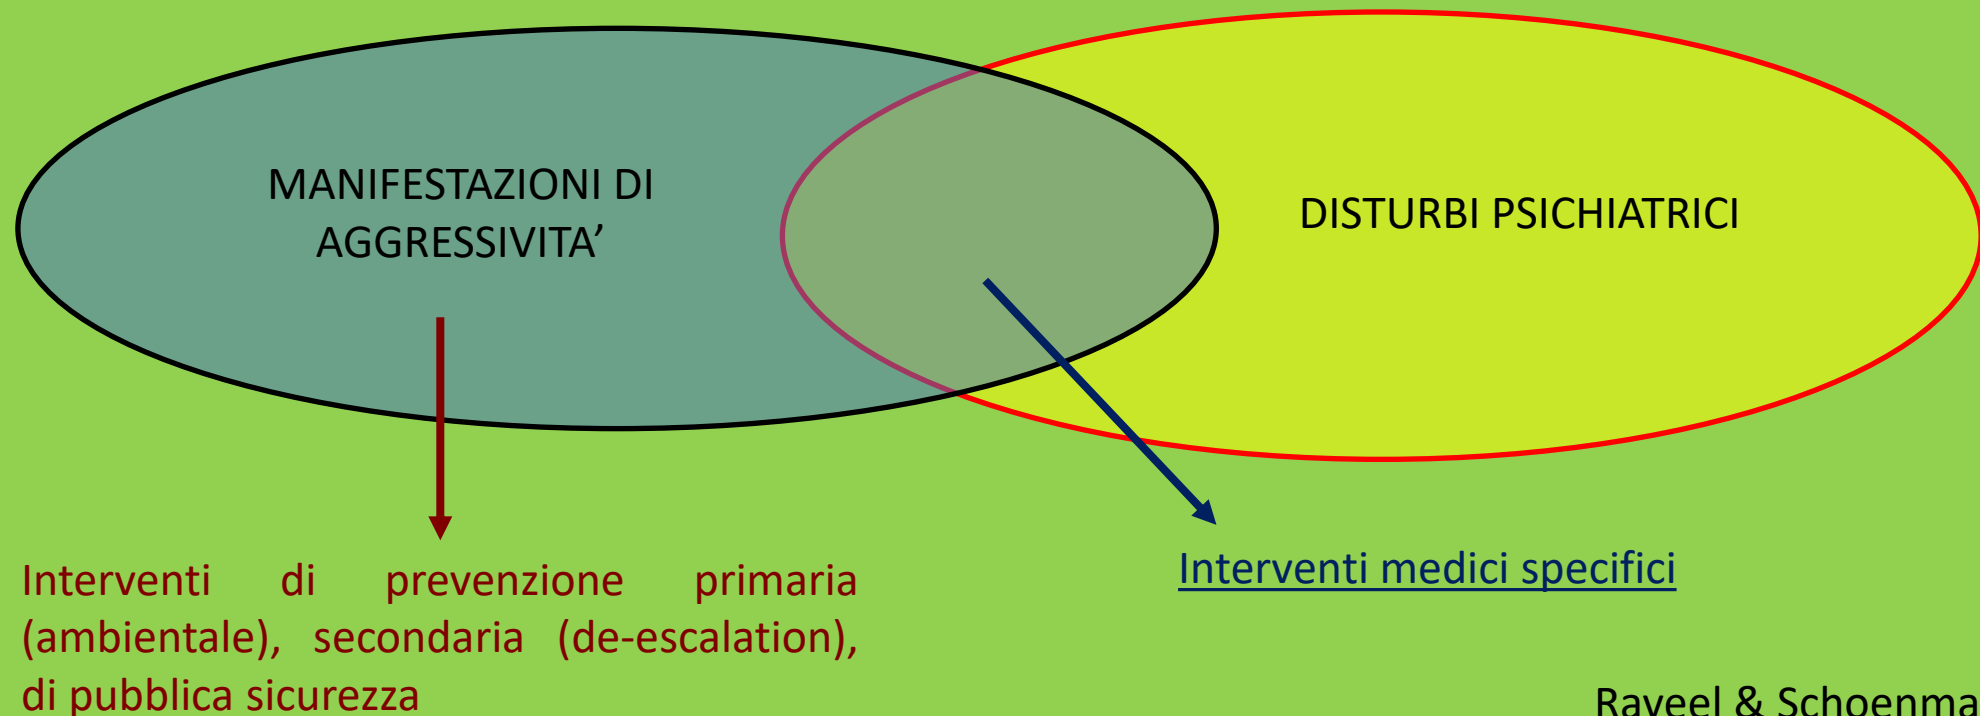 MANIFESTAZIONI DI
AGGRESSIVITA’
DISTURBI PSICHIATRICI
Interventi di prevenzione primaria
(ambientale), secondaria (de-escalation),
di pubblica sicurezza
Interventi medici specifici
Raveel & Schoenma